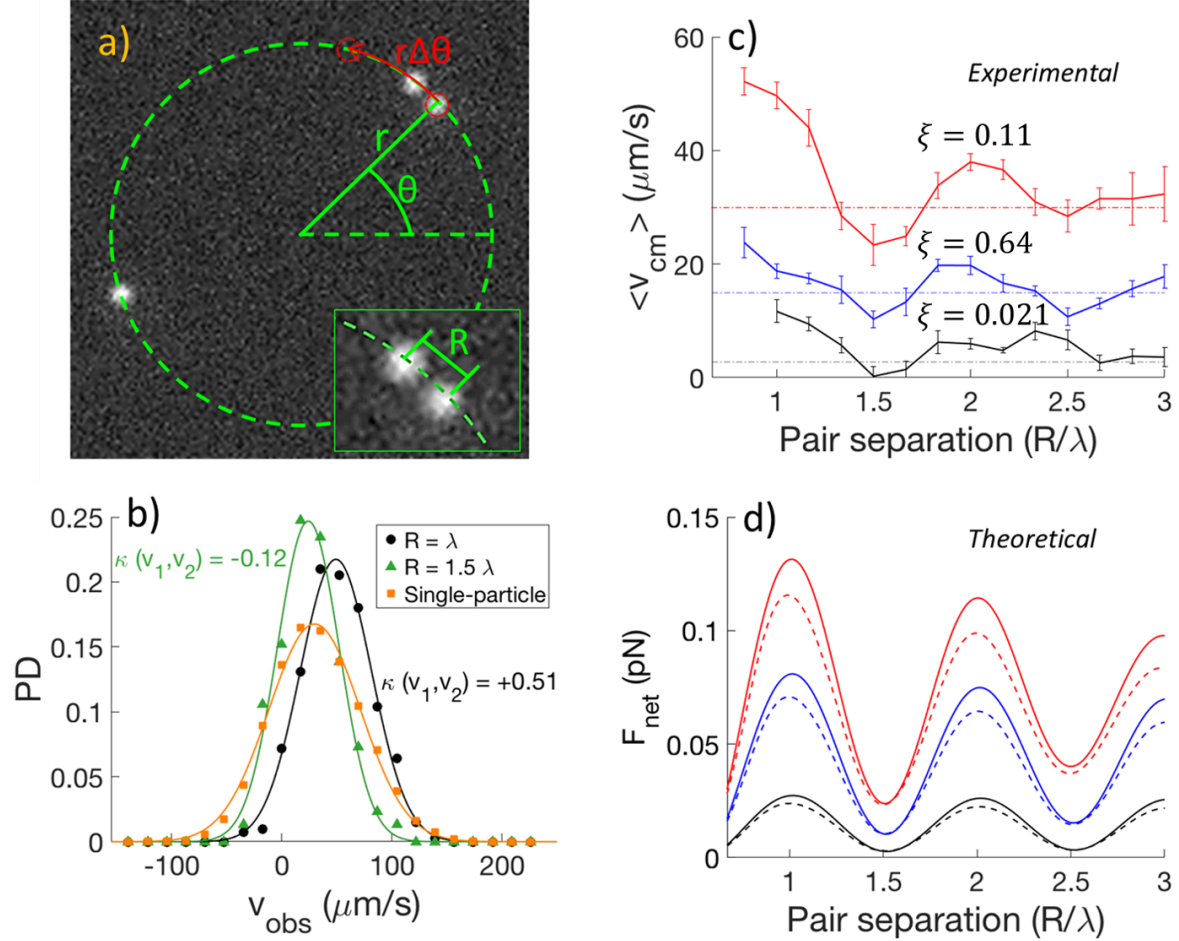 a)
rΔθ
r
θ
R
b)
PD
0.25
0.2
0.15
0.1
0.05
0
κ (v1,v2) = -0.12
R = λ
R = 1.5 λ
Single-particle
κ (v1,v2) = +0.51
-100 0 100 200
vobs (μm/s)
c)
Experimental
<vcm> (μm/s)
60
40
20
0
ξ = 0.11
ξ = 0.64
ξ = 0.021
1 1.5 2 2.5 3
Pair separation (R/λ)
d)
Theoretical
Fnet (pN)
0.15
0.1
0.05
0
1 1.5 2 2.5 3
Pair separation (R/λ)